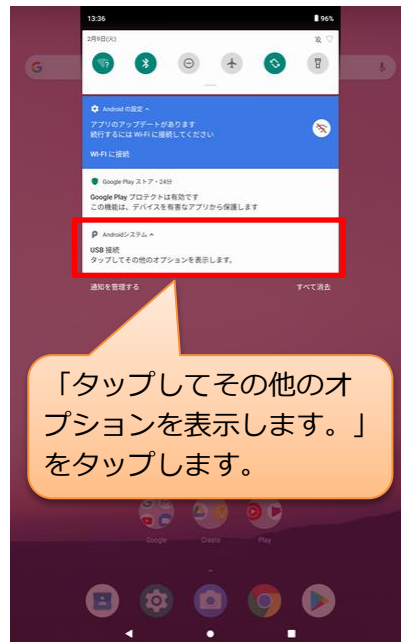 13:36
96%
2月9日(火)
Android の設定
アプリのアップデートがあります
続行するには Wi-Fi に接続してください
WI-FI に接続
Google Play ストア・24分
Google Play プロテクトは有効です
この機能は、デバイスを有害なアプリから保護します
Androidシステム
USB 接続
タップしてその他のオプションを表示します。
通知を管理する
すべて消去
「タップしてその他のオ
プションを表示します。」
をタップします。
Google
Create
Play